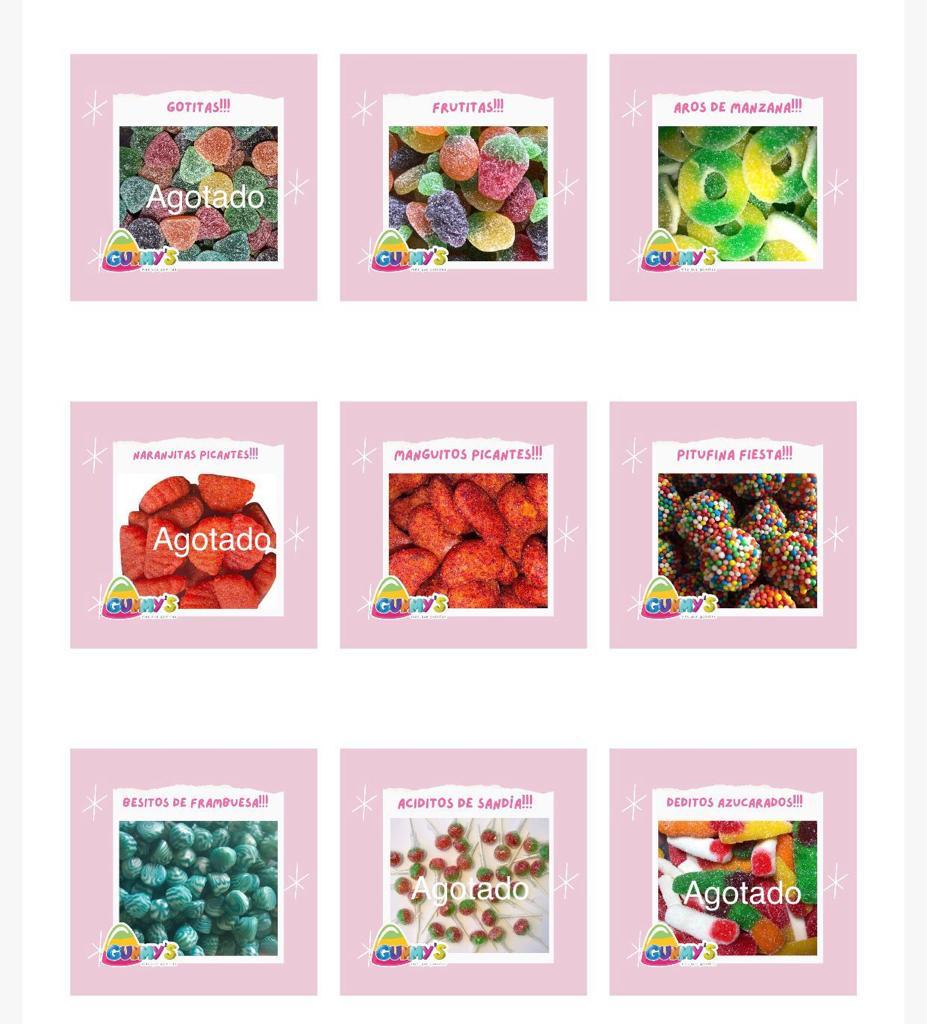 GOTITAS!!!
Agotado
GUMMY'S
FRUTITAS!!!
GUMMY'S
AROS DE MANZANA!!!
GUMMY'S
NARANJITAS PICANTES!!!
Agotado
GUMMY'S
MANGUITOS PICANTES!!!
GUMMY'S
PITUFINA FIESTA!!!
GUMMY'S
BESITOS DE FRAMBUESA!!!
GUMMY'S
ACIDITOS DE SANDÍA!!!
Agotado
GUMMY'S
DEDITOS AZUCARADOS!!!
Agotado
GUMMY'S